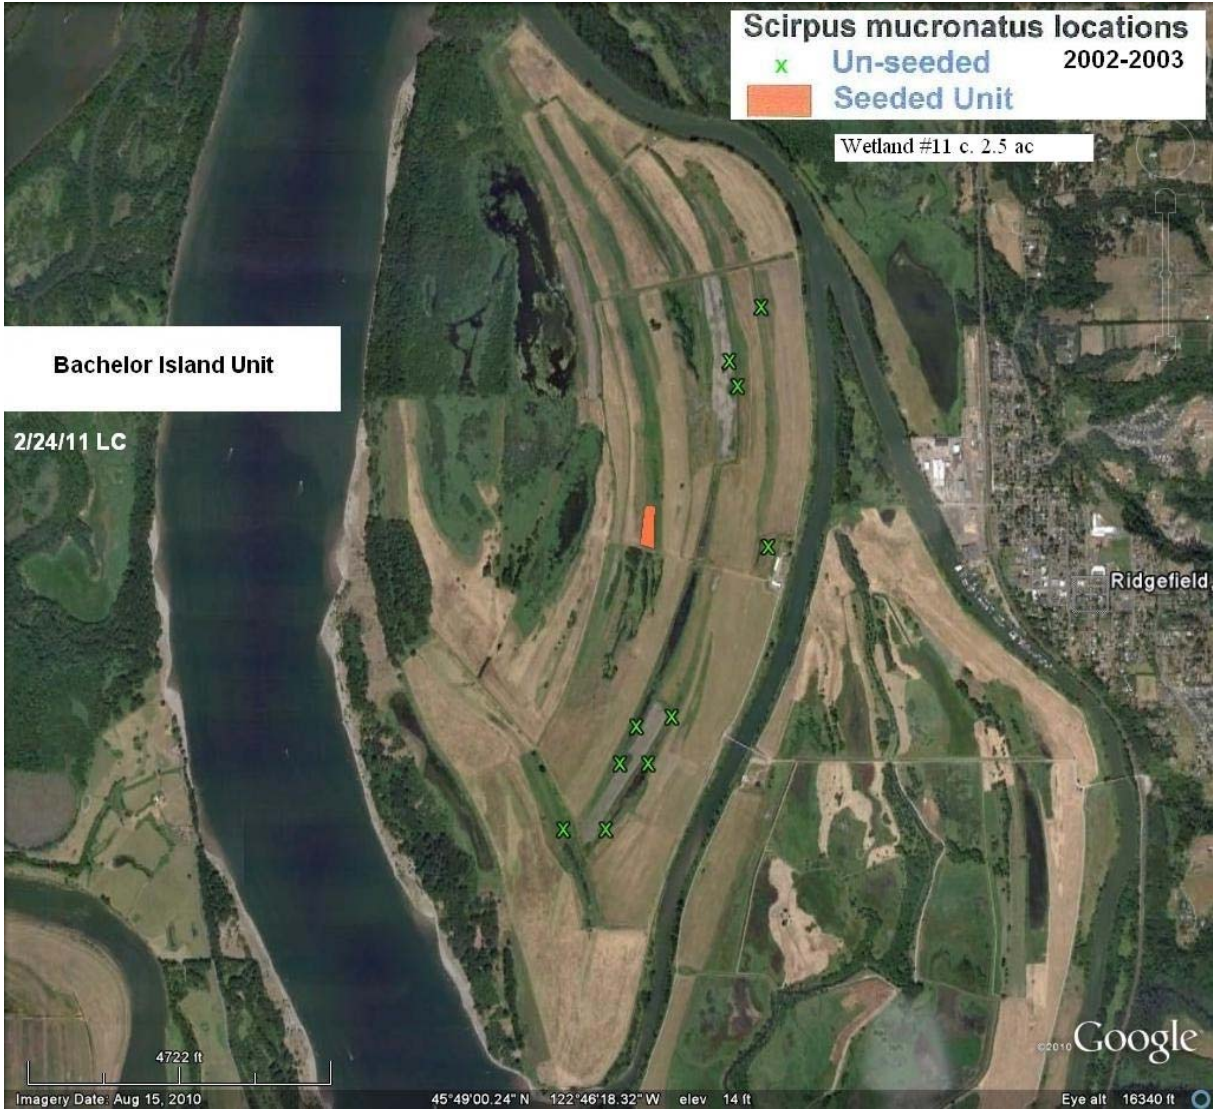 Scirpus mucronatus locations
x Un-seeded 2002-2003
Seeded Unit
Wetland #11 c. 2.5 ac
Bachelor Island Unit
2/24/11 LC
X
X
X
X
Ridgefield,
X
X
X
X
X
X
©2010 Google
4722 ft
Imagery Date: Aug 15, 2010 45°49'00.24" N 122°46'18.32" W elev 14 ft Eye alt 16340 ft